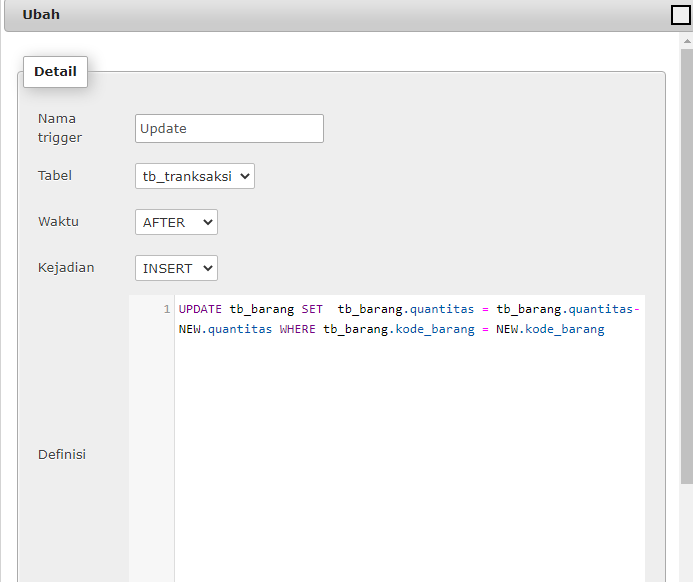 Ubah
Detail
Nama
trigger
Update
Tabel
tb_tranksaksi
Waktu
AFTER
Kejadian
INSERT
Definisi
1
UPDATE tb_barang SET  tb_barang.quantitas = tb_barang.quantitas-
NEW.quantitas WHERE tb_barang.kode_barang = NEW.kode_barang